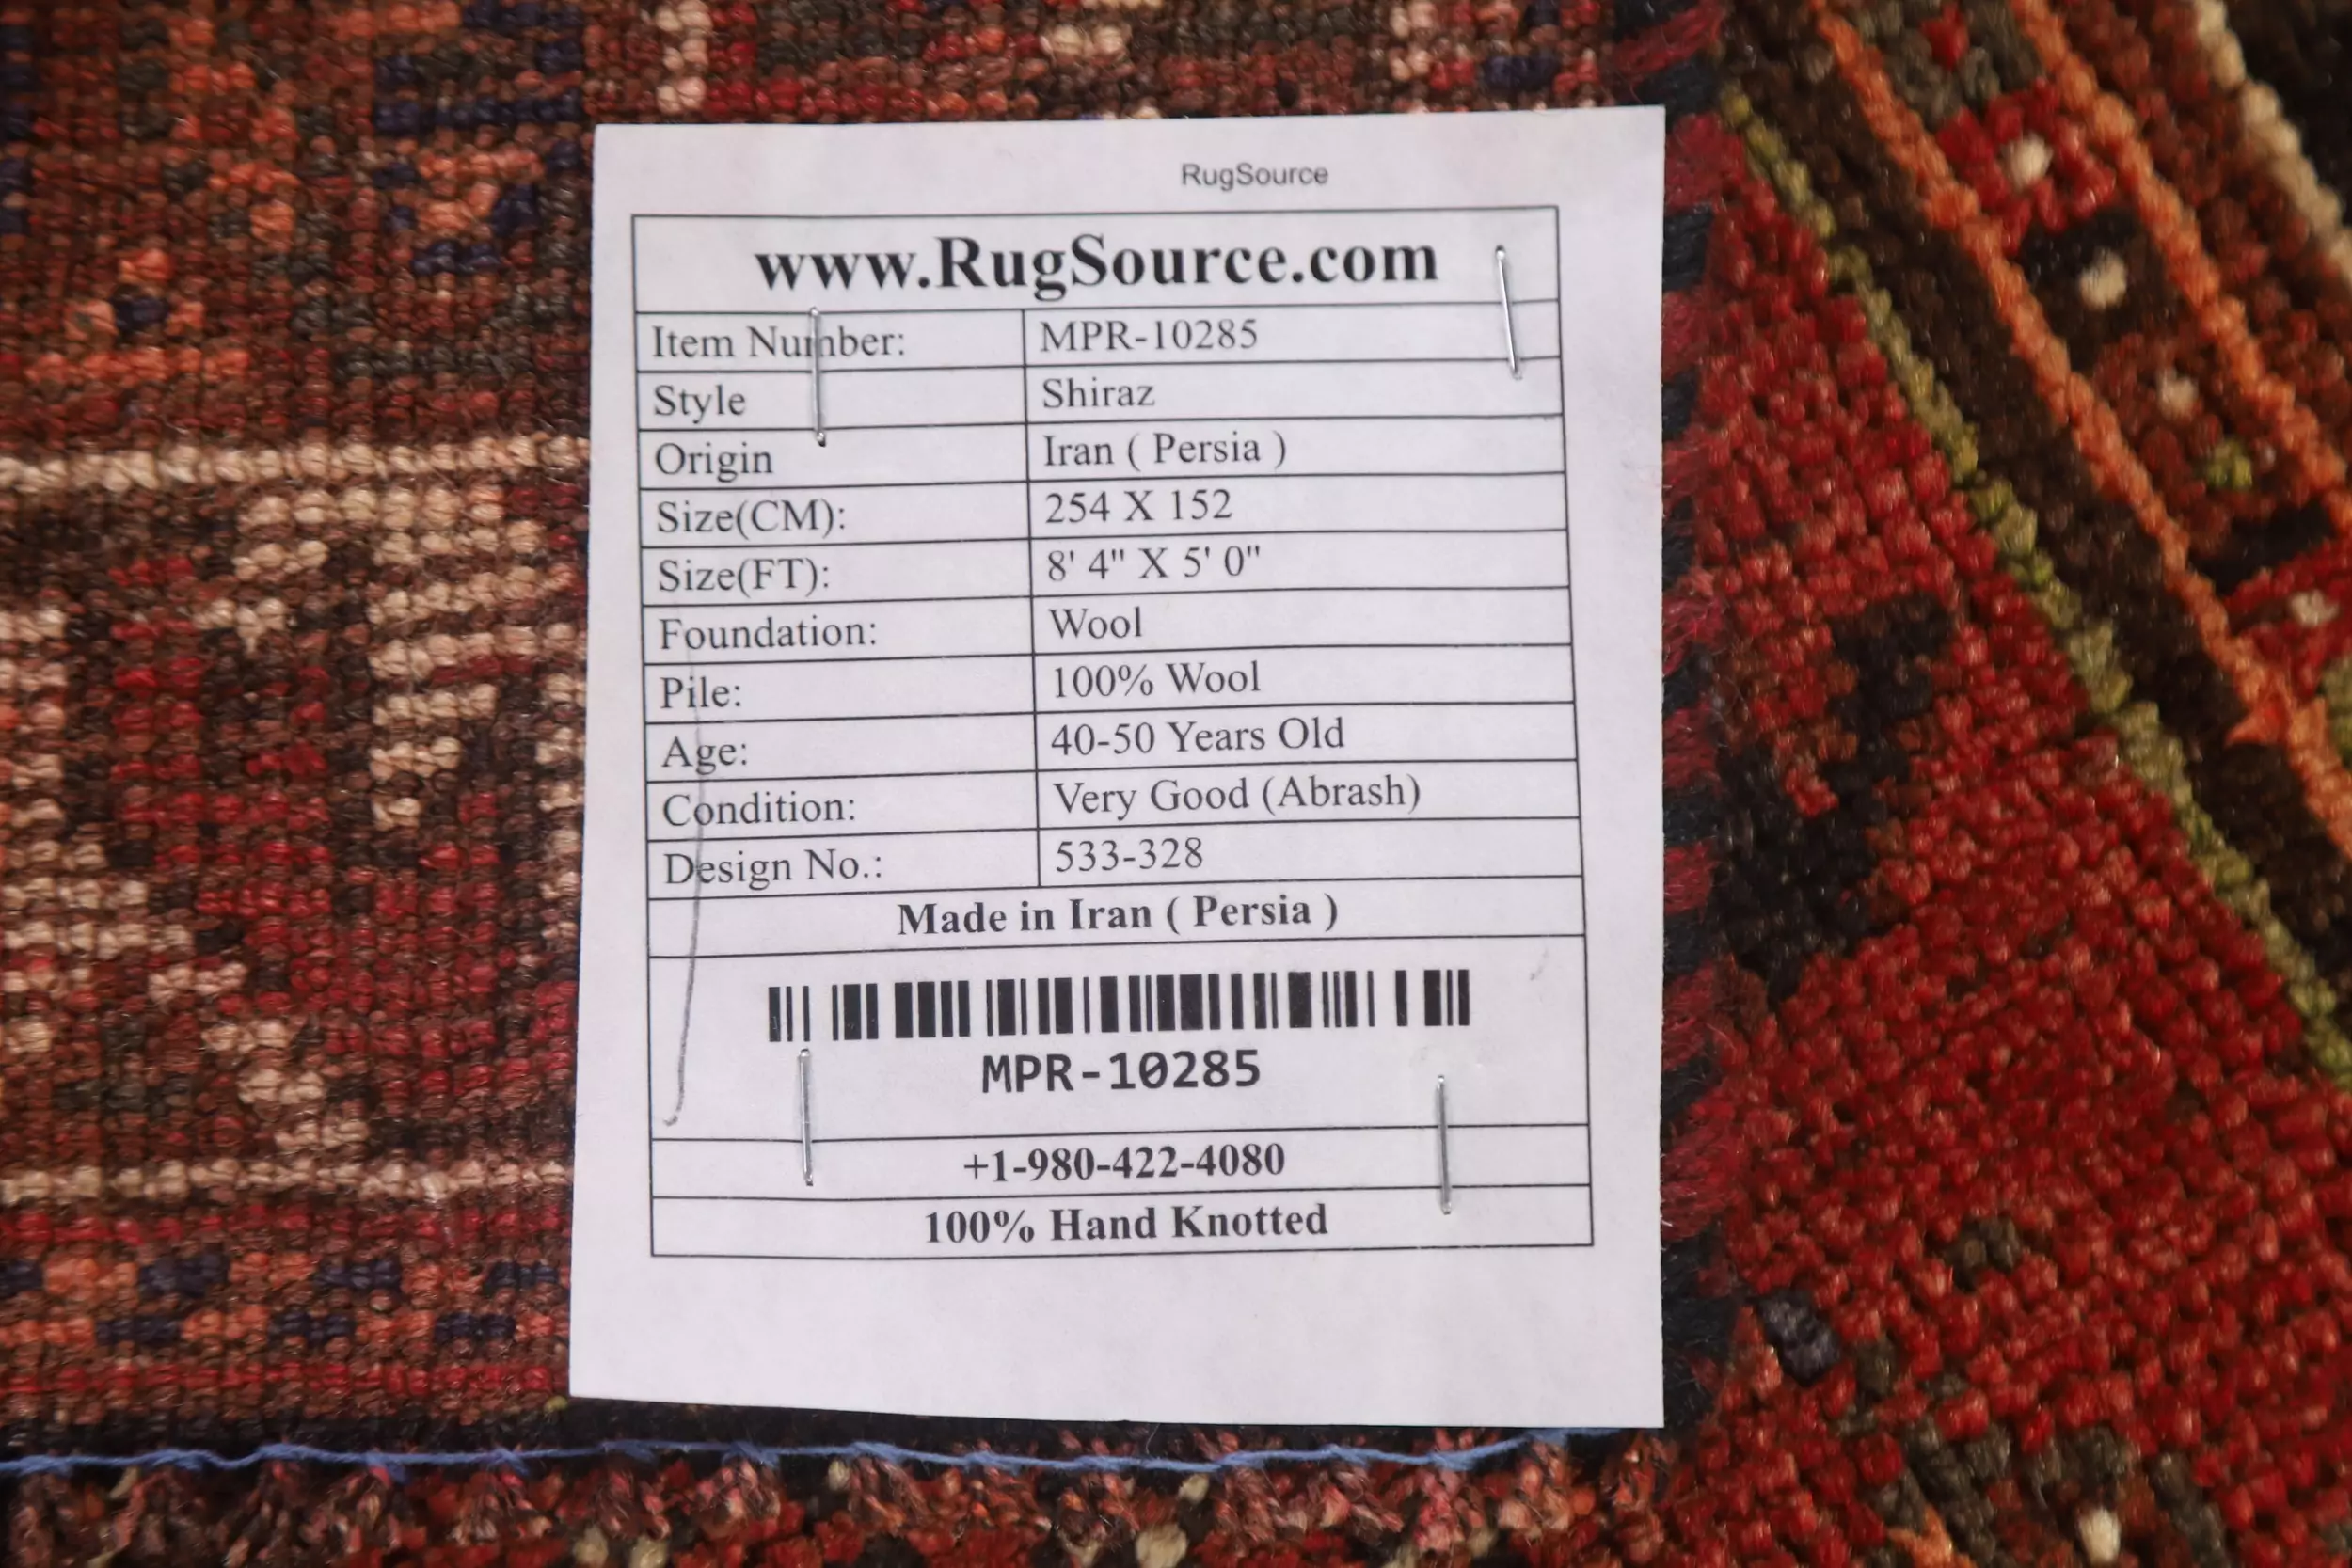 RugSource
www.RugSource.com
Item Number: MPR-10285
Style Shiraz
Origin Iran ( Persia )
Size(CM): 254 X 152
Size(FT): 8' 4" X 5' 0"
Foundation: Wool
Pile: 100% Wool
Age: 40-50 Years Old
Condition: Very Good (Abrash)
Design No.: 533-328
Made in Iran ( Persia )
MPR-10285
+1-980-422-4080
100% Hand Knotted